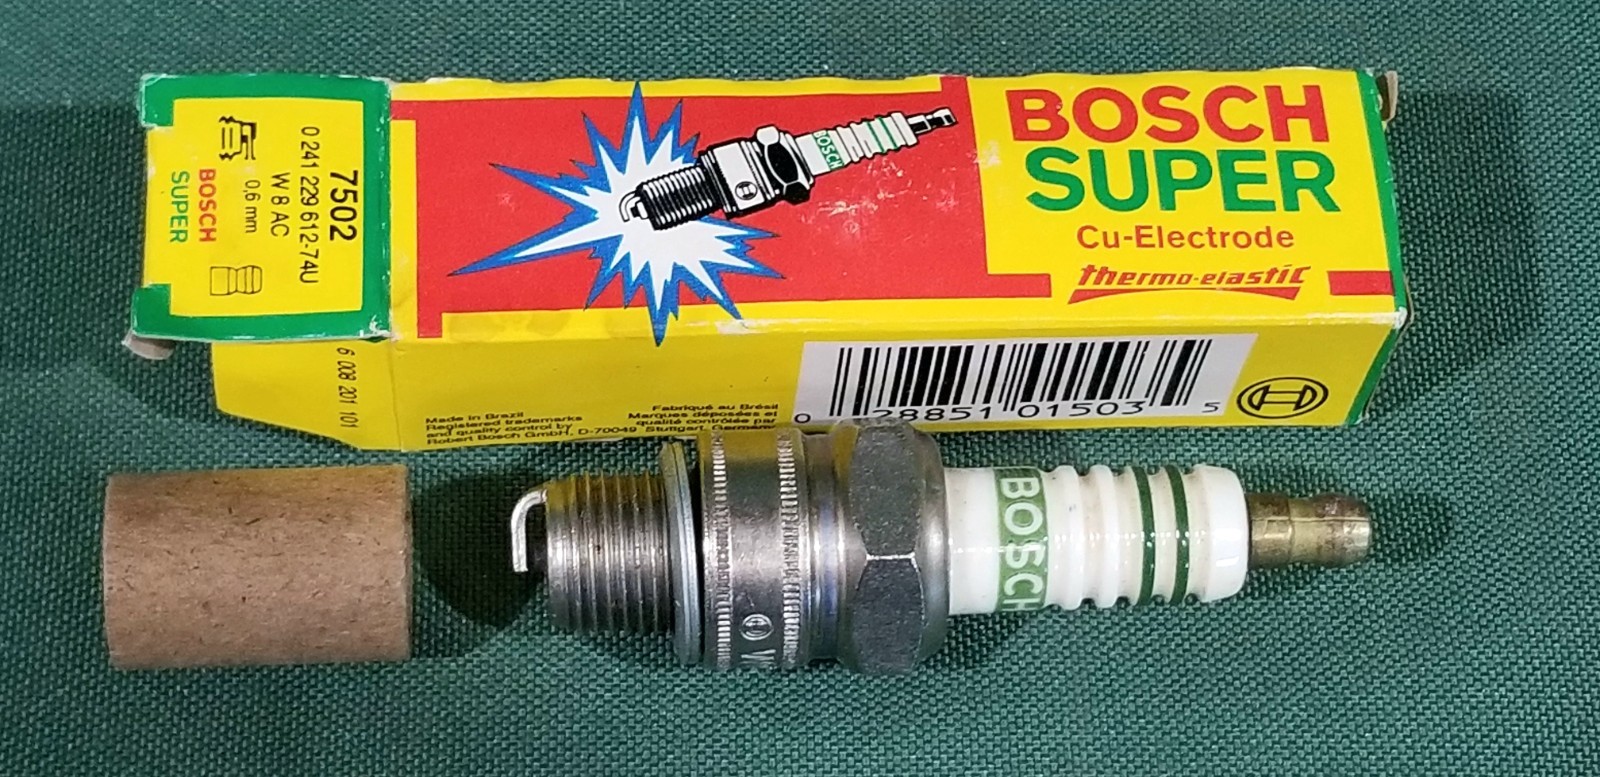 7502
0 241 229 612-74U
W 8 AC
0,6 mm
BOSCH
SUPER
BOSCH
BOSCH
SUPER
Cu-Electrode
thermo-elastic
6 008 201 101
Made in Brazil
Registered trademarks
and quality control by
Robert Bosch GmbH, D-70049 Stuttgart, Germany
Fabriqué au Brésil
Marques déposées et
qualité contrôlée par
0 28851 01503 5
BOSCH